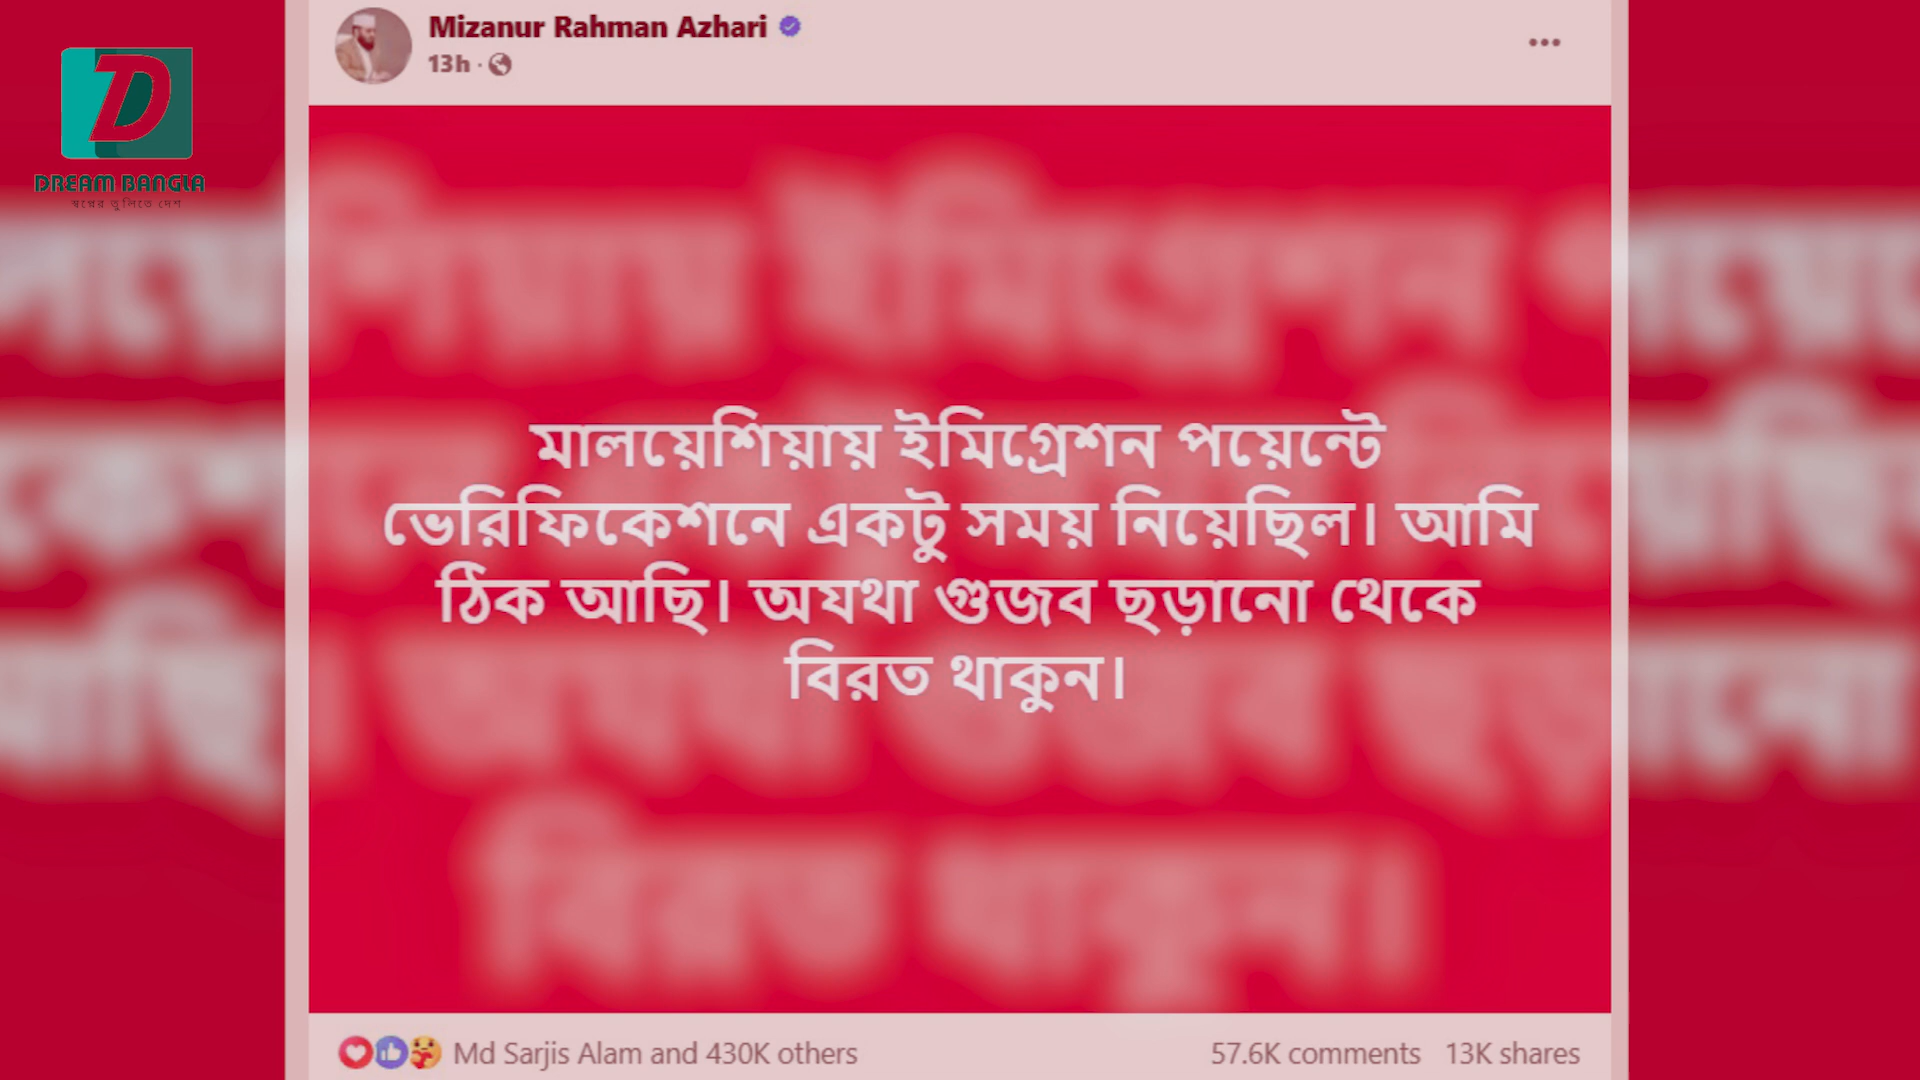 Mizanur Rahman Azhari
13h ·
DREAM BANGLA
স্বপ্নের তুলিতে দেশ
মালয়েশিয়ায় ইমিগ্রেশন পয়েন্টে
ভেরিফিকেশনে একটু সময় নিয়েছিল। আমি
ঠিক আছি। অযথা গুজব ছড়ানো থেকে
বিরত থাকুন।
Md Sarjis Alam and 430K others
57.6K comments 13K shares